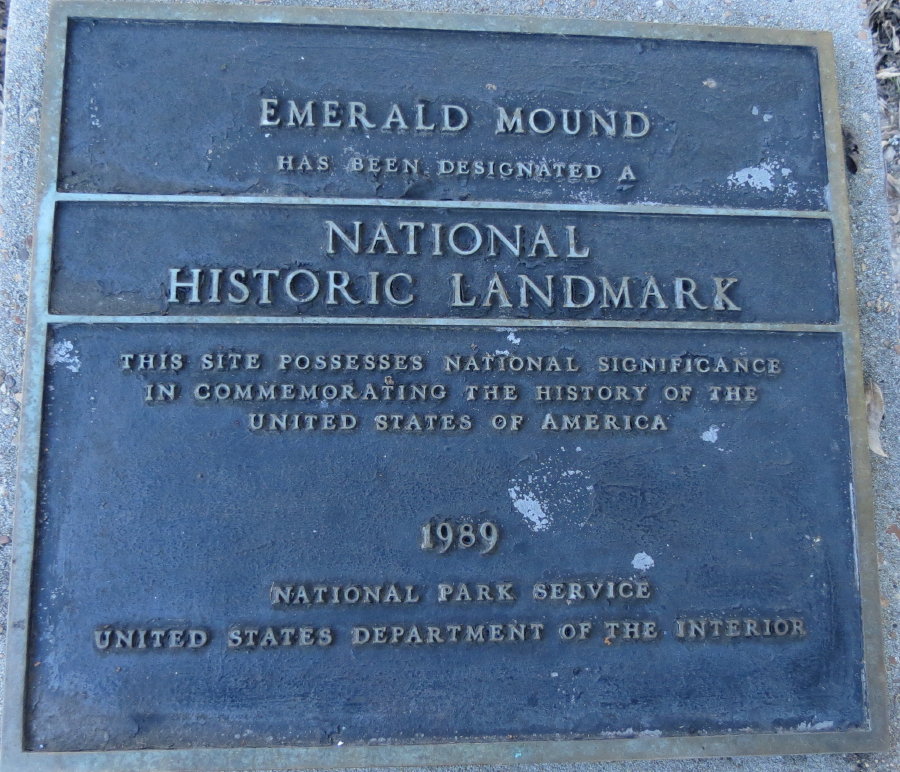 EMERALD MOUND
HAS BEEN DESIGNATED A
NATIONAL
HISTORIC LANDMARK
THIS SITE POSSESSES NATIONAL SIGNIFICANCE
IN COMMEMORATING THE HISTORY OF THE
UNITED STATES OF AMERICA
1989
NATIONAL PARK SERVICE
UNITED STATES DEPARTMENT OF THE INTERIOR